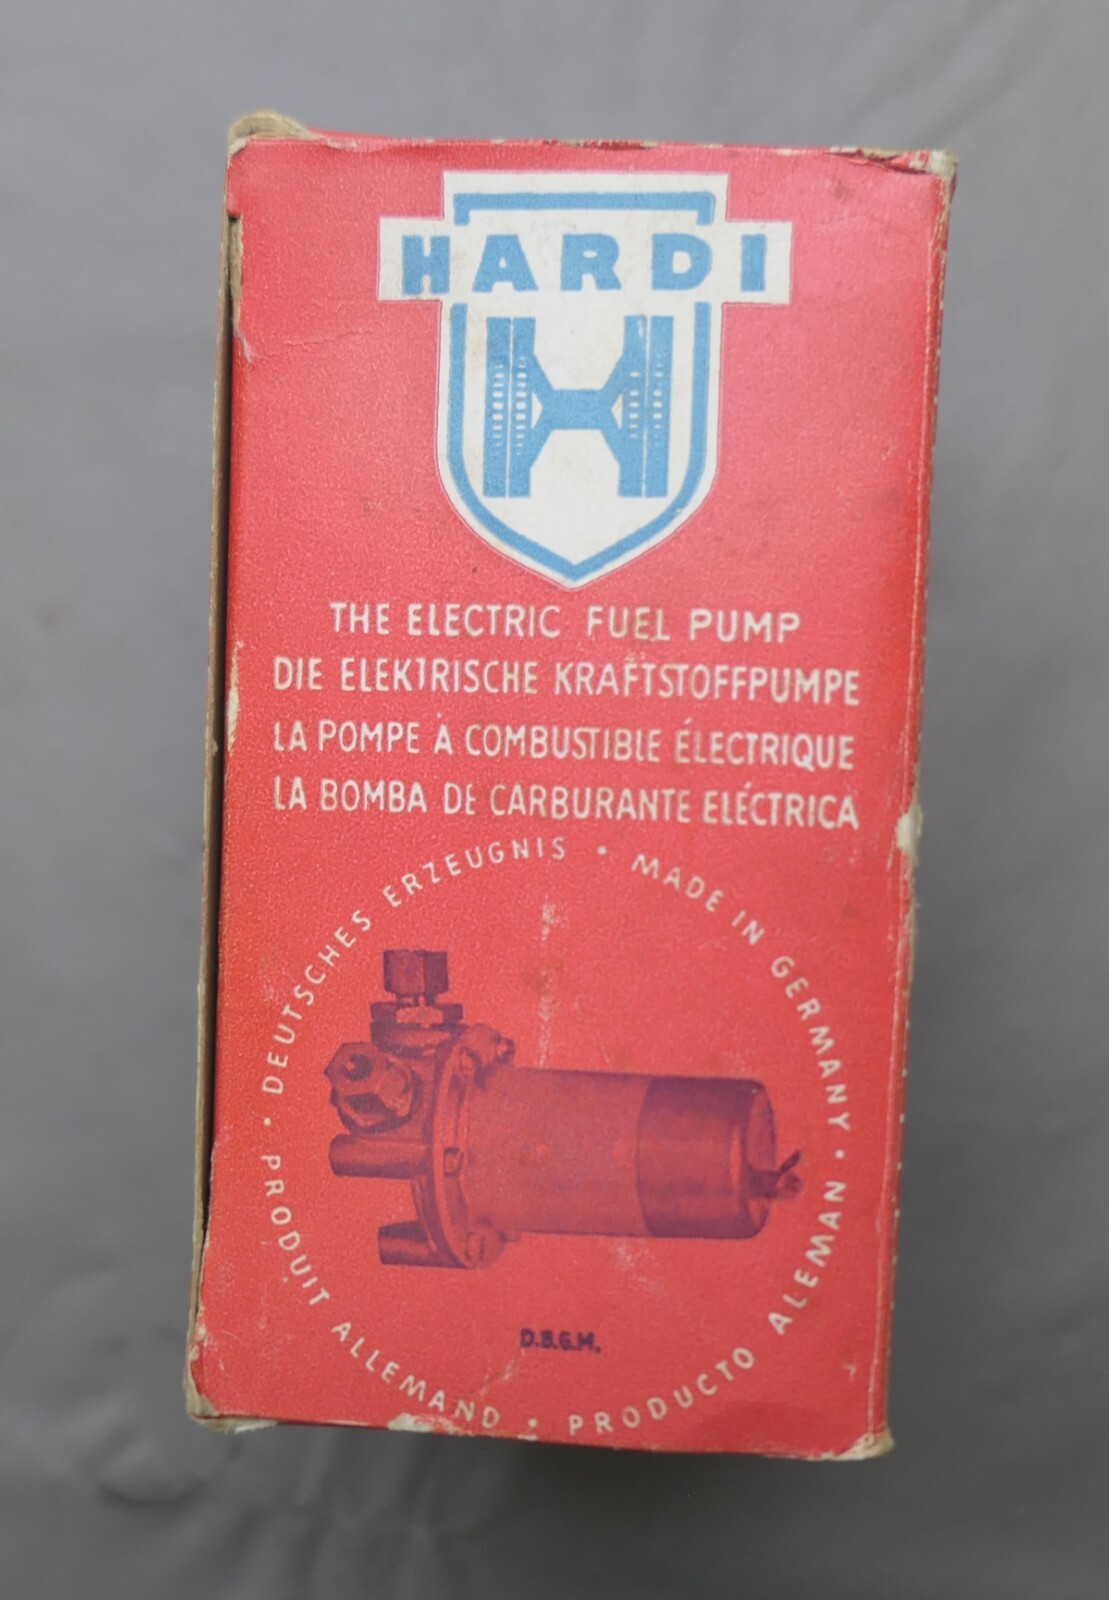 HARDI
H
THE ELECTRIC FUEL PUMP
DIE ELEKTRISCHE KRAFTSTOFFPUMPE
LA POMPE À COMBUSTIBLE ÉLECTRIQUE
LA BOMBA DE CARBURANTE ELÉCTRICA
• DEUTSCHES ERZEUGNIS • MADE IN GERMANY • PRODUCTO ALEMAN • PRODUIT ALLEMAND
D.B.G.M.